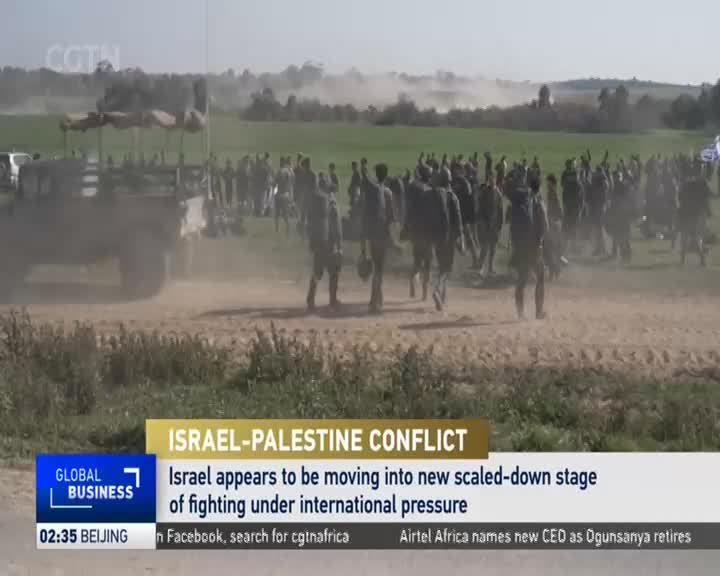 CGTN
ISRAEL-PALESTINE CONFLICT
GLOBAL
BUSINESS
Israel appears to be moving into new scaled-down stage
of fighting under international pressure
02:35 BEIJING
n Facebook, search for cgtnafrica
Airtel Africa names new CEO as Ogunsanya retires